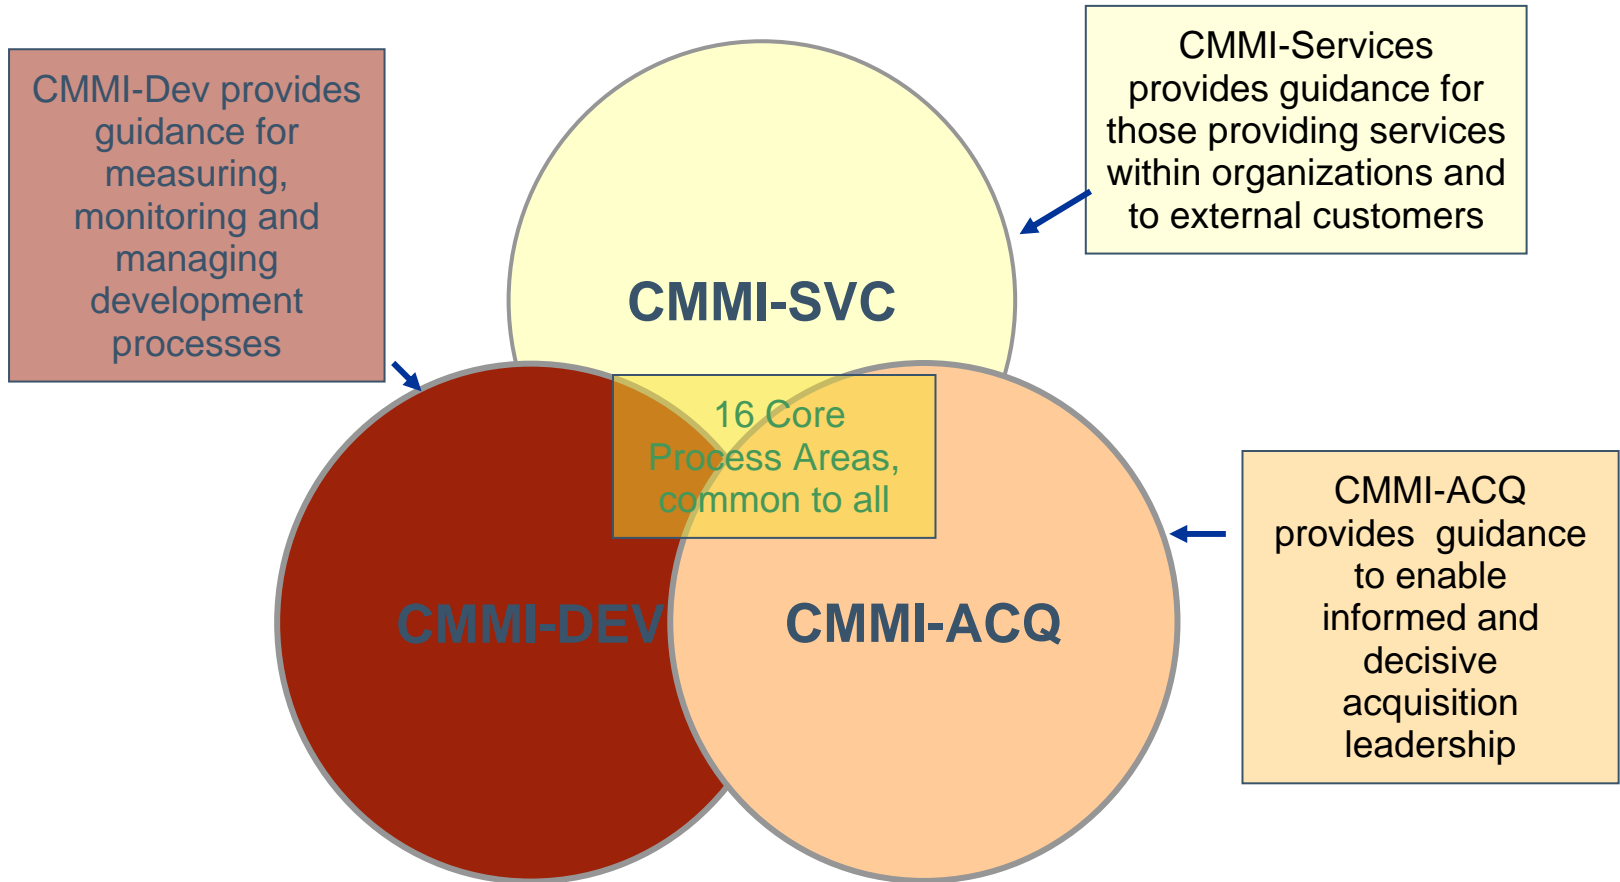 CMMI-Dev provides
guidance for
measuring,
monitoring and
managing
development
processes
CMMI-Services
provides guidance for
those providing services
within organizations and
to external customers
CMMI-SVC
16 Core
Process Areas,
common to all
CMMI-DEV
CMMI-ACQ
CMMI-ACQ
provides guidance
to enable
informed and
decisive
acquisition
leadership